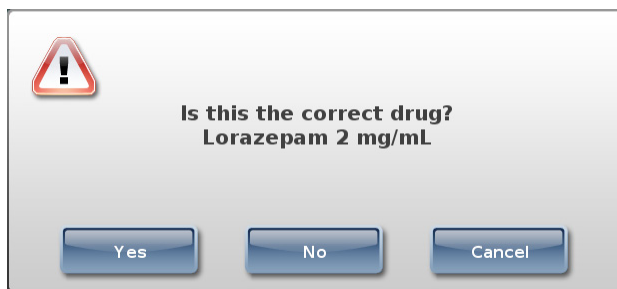 Is this the correct drug?
Lorazepam 2 mg/mL
Yes
No
Cancel